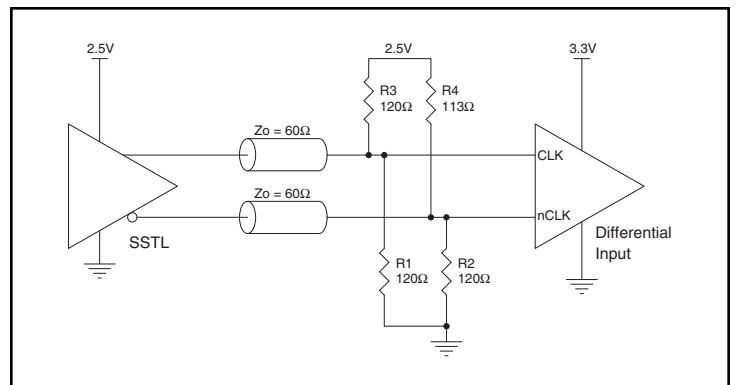 2.5V
2.5V
3.3V
R3
120Ω
R4
113Ω
Zo = 60Ω
CLK
Zo = 60Ω
nCLK
SSTL
Differential
Input
R1
120Ω
R2
120Ω